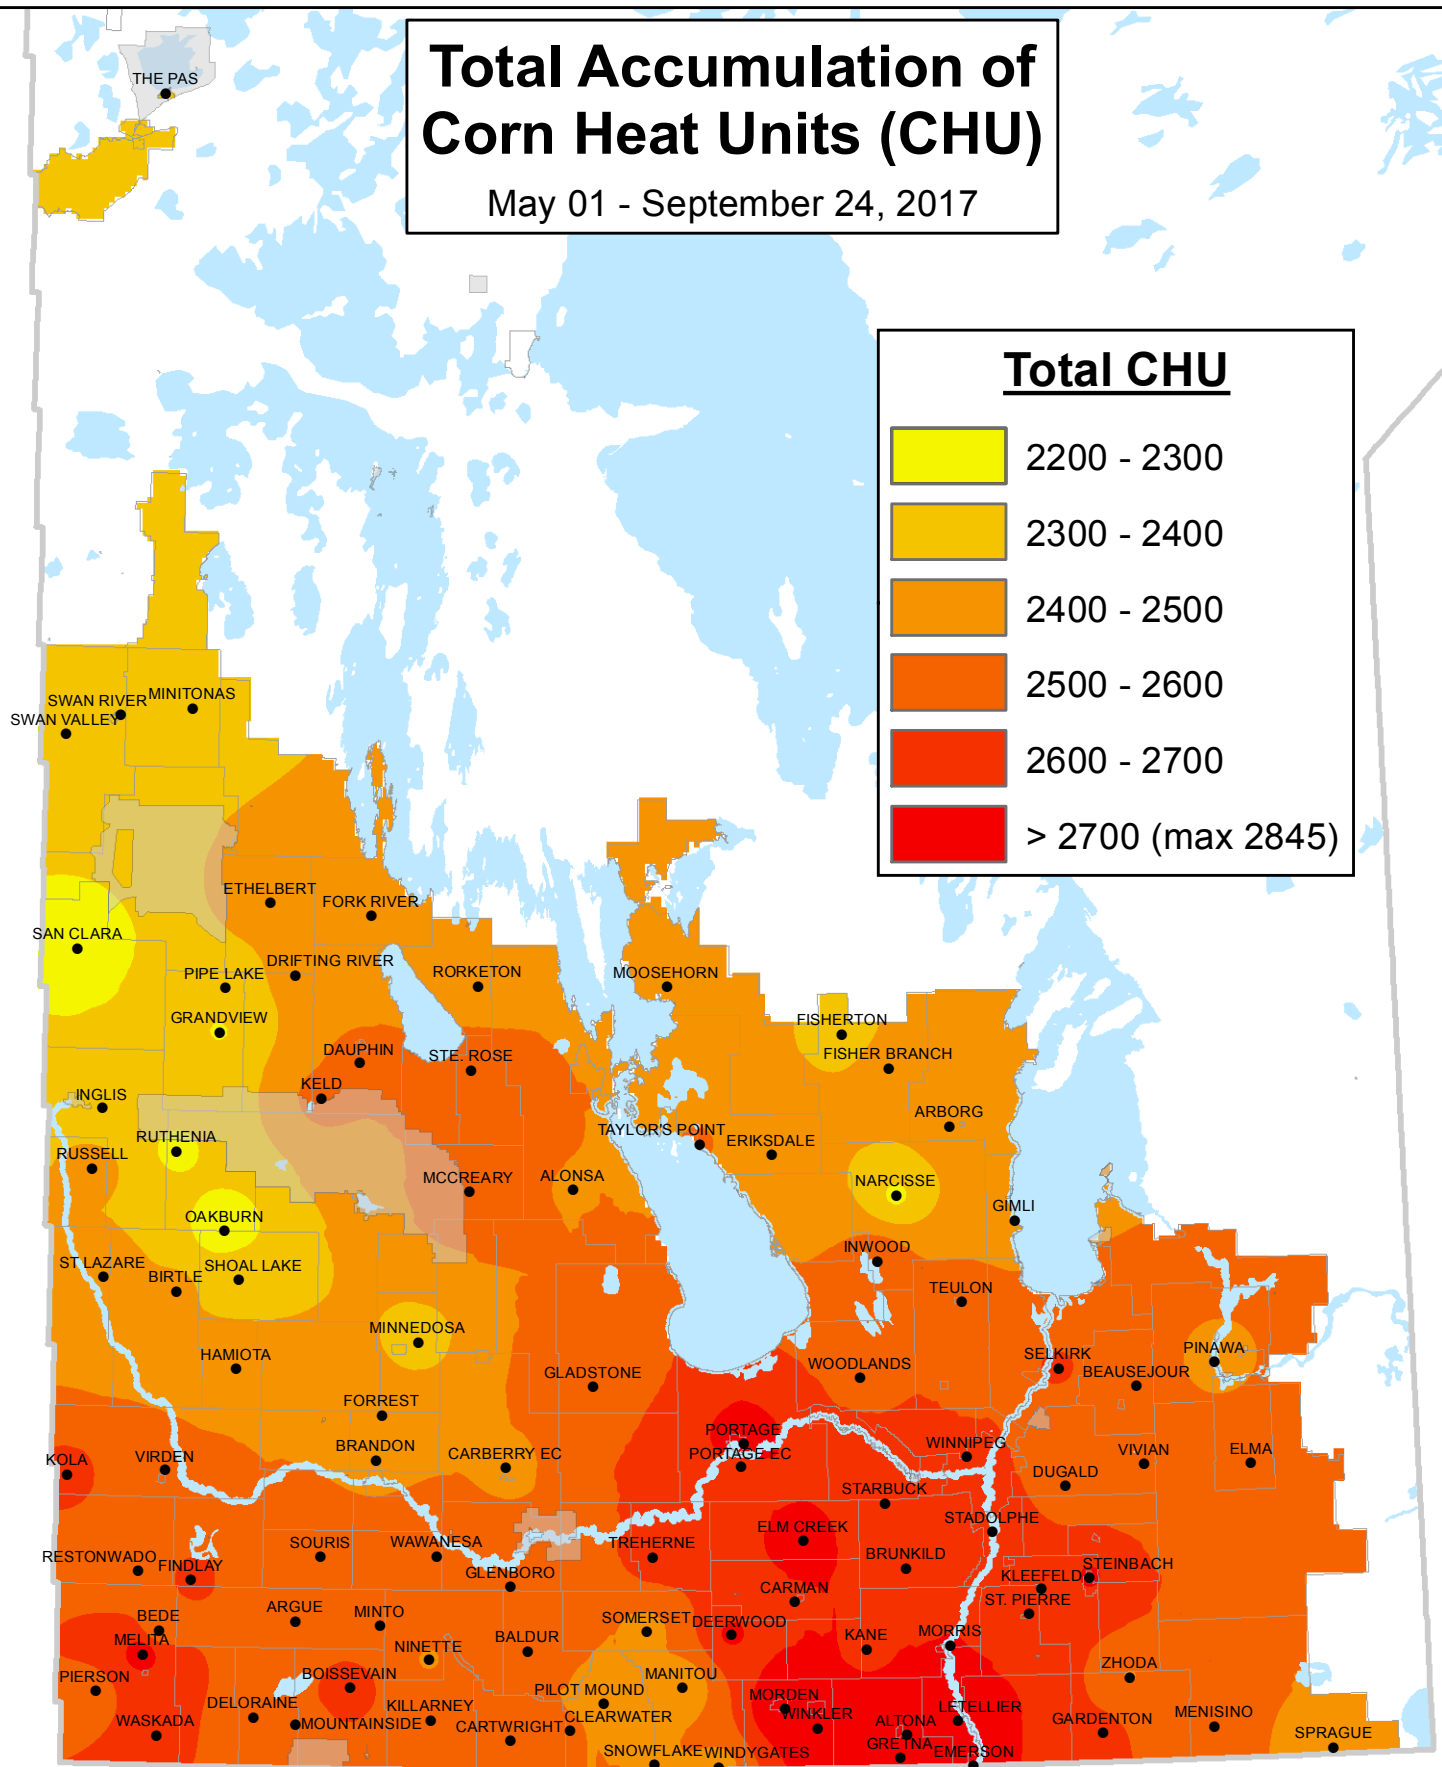 Total Accumulation of
Corn Heat Units (CHU)
May 01 - September 24, 2017
THE PAS
Total CHU
2200 - 2300
2300 - 2400
2400 - 2500
2500 - 2600
2600 - 2700
> 2700 (max 2845)
SWAN RIVER
MINITONAS
SWAN VALLEY
ETHELBERT
FORK RIVER
SAN CLARA
DRIFTING RIVER
PIPE LAKE
RORKETON
MOOSEHORN
GRANDVIEW
FISHERTON
DAUPHIN
STE. ROSE
FISHER BRANCH
KELD
INGLIS
ARBORG
RUTHENIA
TAYLOR'S POINT
ERIKSDALE
RUSSELL
MCCREARY
ALONSA
NARCISSE
OAKBURN
GIMLI
ST LAZARE
BIRTLE
SHOAL LAKE
INWOOD
TEULON
MINNEDOSA
HAMIOTA
GLADSTONE
WOODLANDS
SELKIRK
BEAUSEJOUR
PINAWA
FORREST
PORTAGE
KOLA
VIRDEN
BRANDON
CARBERRY EC
PORTAGE EC
WINNIPEG
VIVIAN
ELMA
DUGALD
STARBUCK
ELM CREEK
STADOLPHE
RESTONWADO
FINDLAY
SOURIS
WAWANESA
TREHERNE
BRUNKILD
STEINBACH
GLENBORO
KLEEFELD
CARMAN
ST. PIERRE
BEDE
ARGUE
MINTO
SOMERSET
DEERWOOD
MELITA
NINETTE
BALDUR
KANE
MORRIS
PIERSON
BOISSEVAIN
PILOT MOUND
MANITOU
ZHODA
DELORAINE
KILLARNEY
MORDEN
WASKADA
MOUNTAINSIDE
CARTWRIGHT
CLEARWATER
WINKLER
ALTONA
LETELLIER
GARDENTON
MENISINO
SPRAGUE
SNOWFLAKE
WINDYGATES
GRETNA
EMERSON